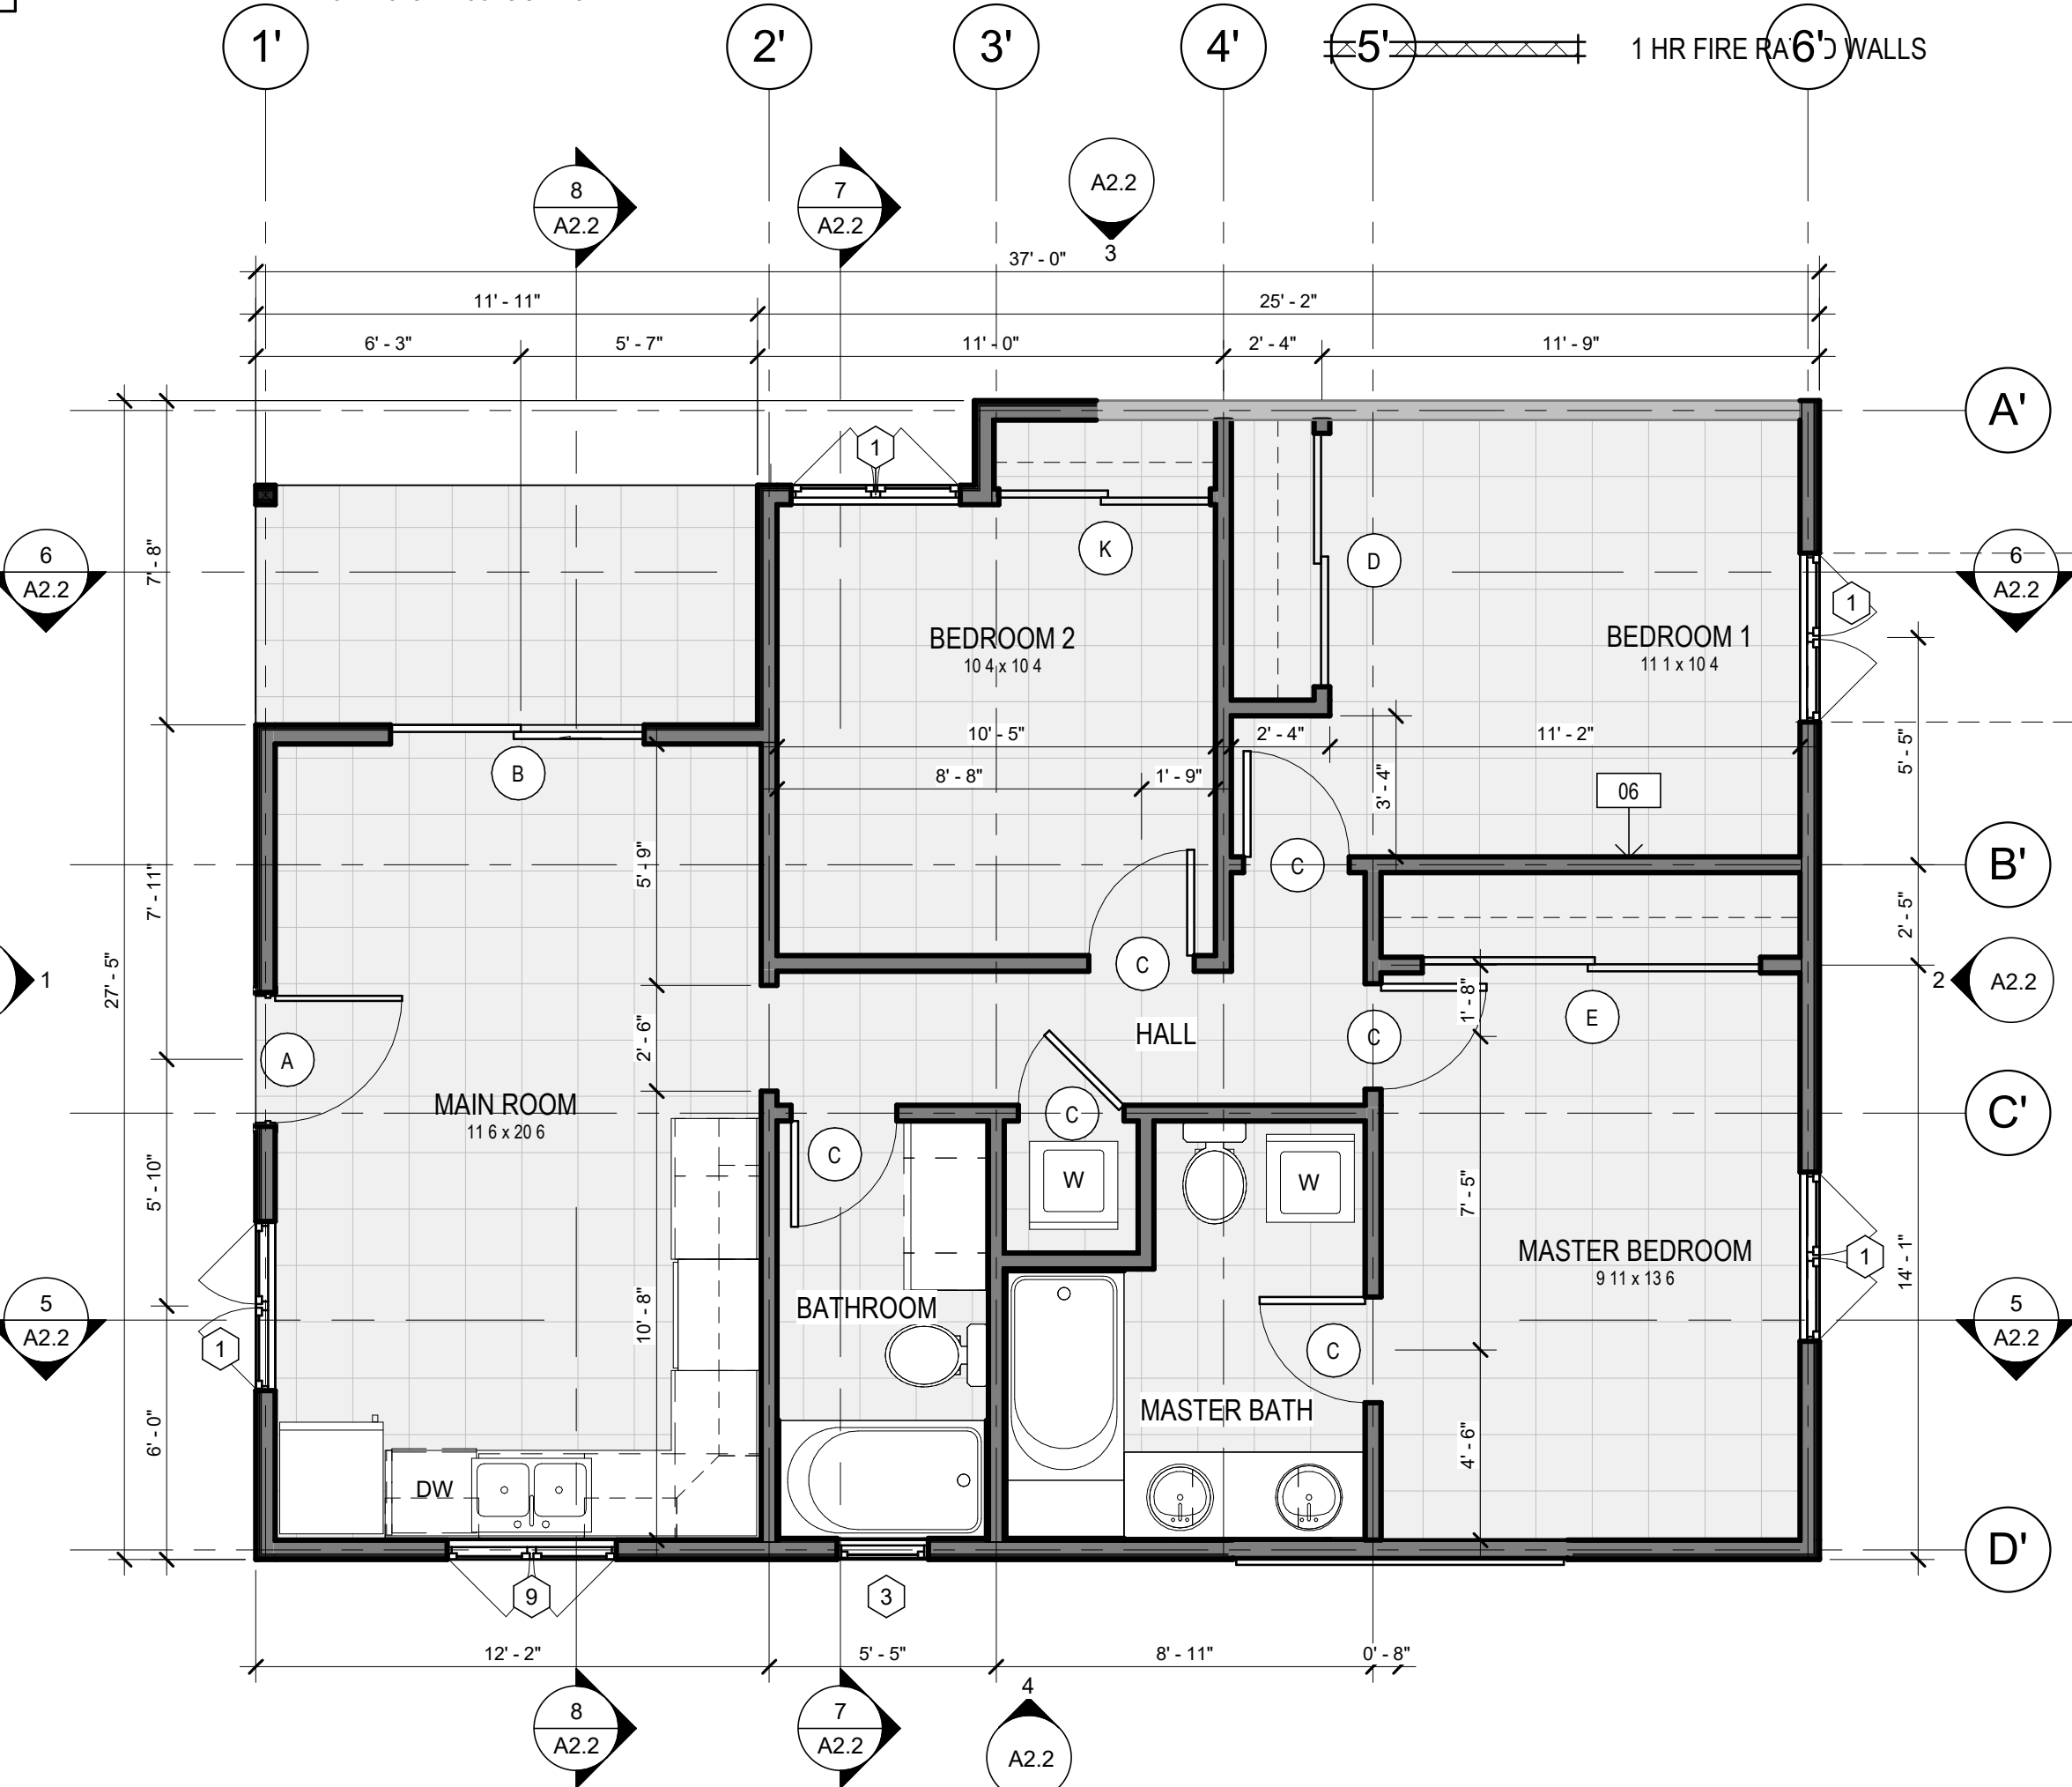 1'
2'
3'
4'
5'
6'
1 HR FIRE RATED WALLS
8
A2.2
7
A2.2
A2.2
3
37' - 0"
11' - 11"
25' - 2"
6' - 3"
5' - 7"
11' - 0"
2' - 4"
11' - 9"
A'
1
6
A2.2
7' - 8"
K
D
6
A2.2
1
BEDROOM 2
10 4 x 10 4
BEDROOM 1
11 1 x 10 4
10' - 5"
2' - 4"
11' - 2"
8' - 8"
1' - 9"
3' - 4"
06
5' - 5"
B
5' - 9"
C
B'
7' - 11"
2' - 5"
27' - 5"
1
C
1' - 8"
E
2
A2.2
A
2' - 6"
HALL
C
MAIN ROOM
11 6 x 20 6
C
C'
C
W
W
5' - 10"
7' - 5"
MASTER BEDROOM
9 11 x 13 6
1
14' - 1"
5
A2.2
1
10' - 8"
BATHROOM
C
5
A2.2
MASTER BATH
6' - 0"
4' - 6"
DW
D'
9
3
12' - 2"
5' - 5"
8' - 11"
0' - 8"
8
A2.2
7
A2.2
4
A2.2